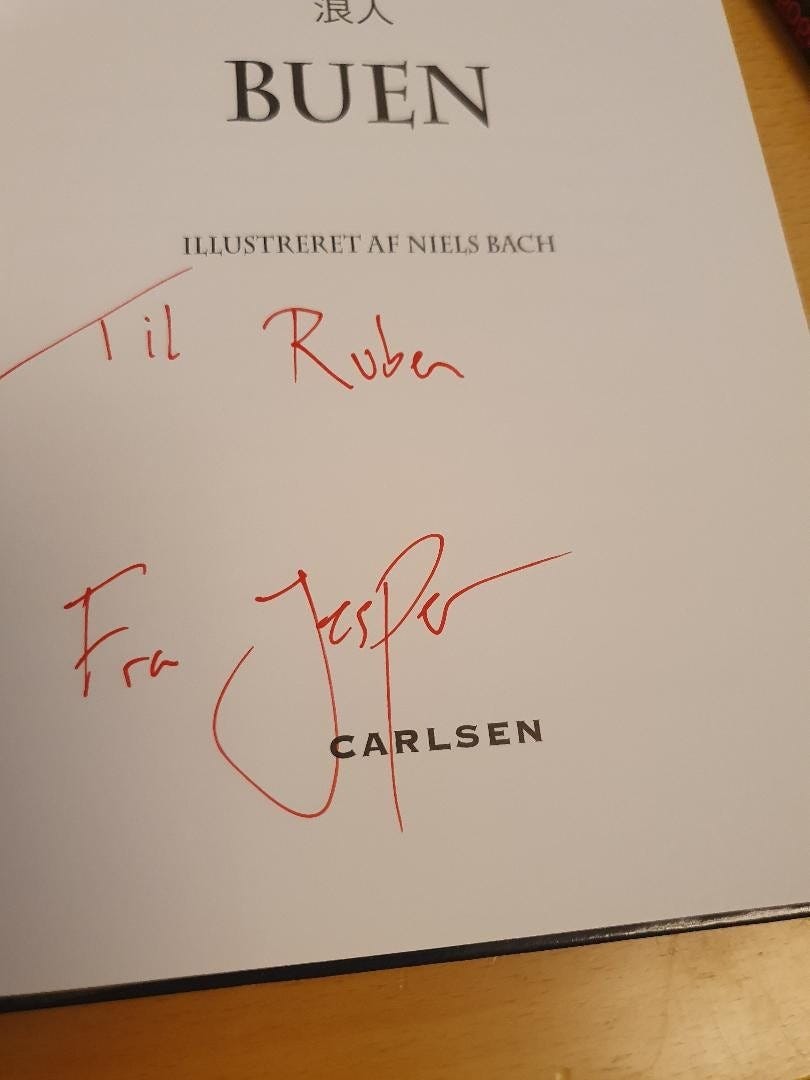 浪人
BUEN
ILLUSTRERET AF NIELS BACH
Til Ruben
Fra Jesper
CARLSEN